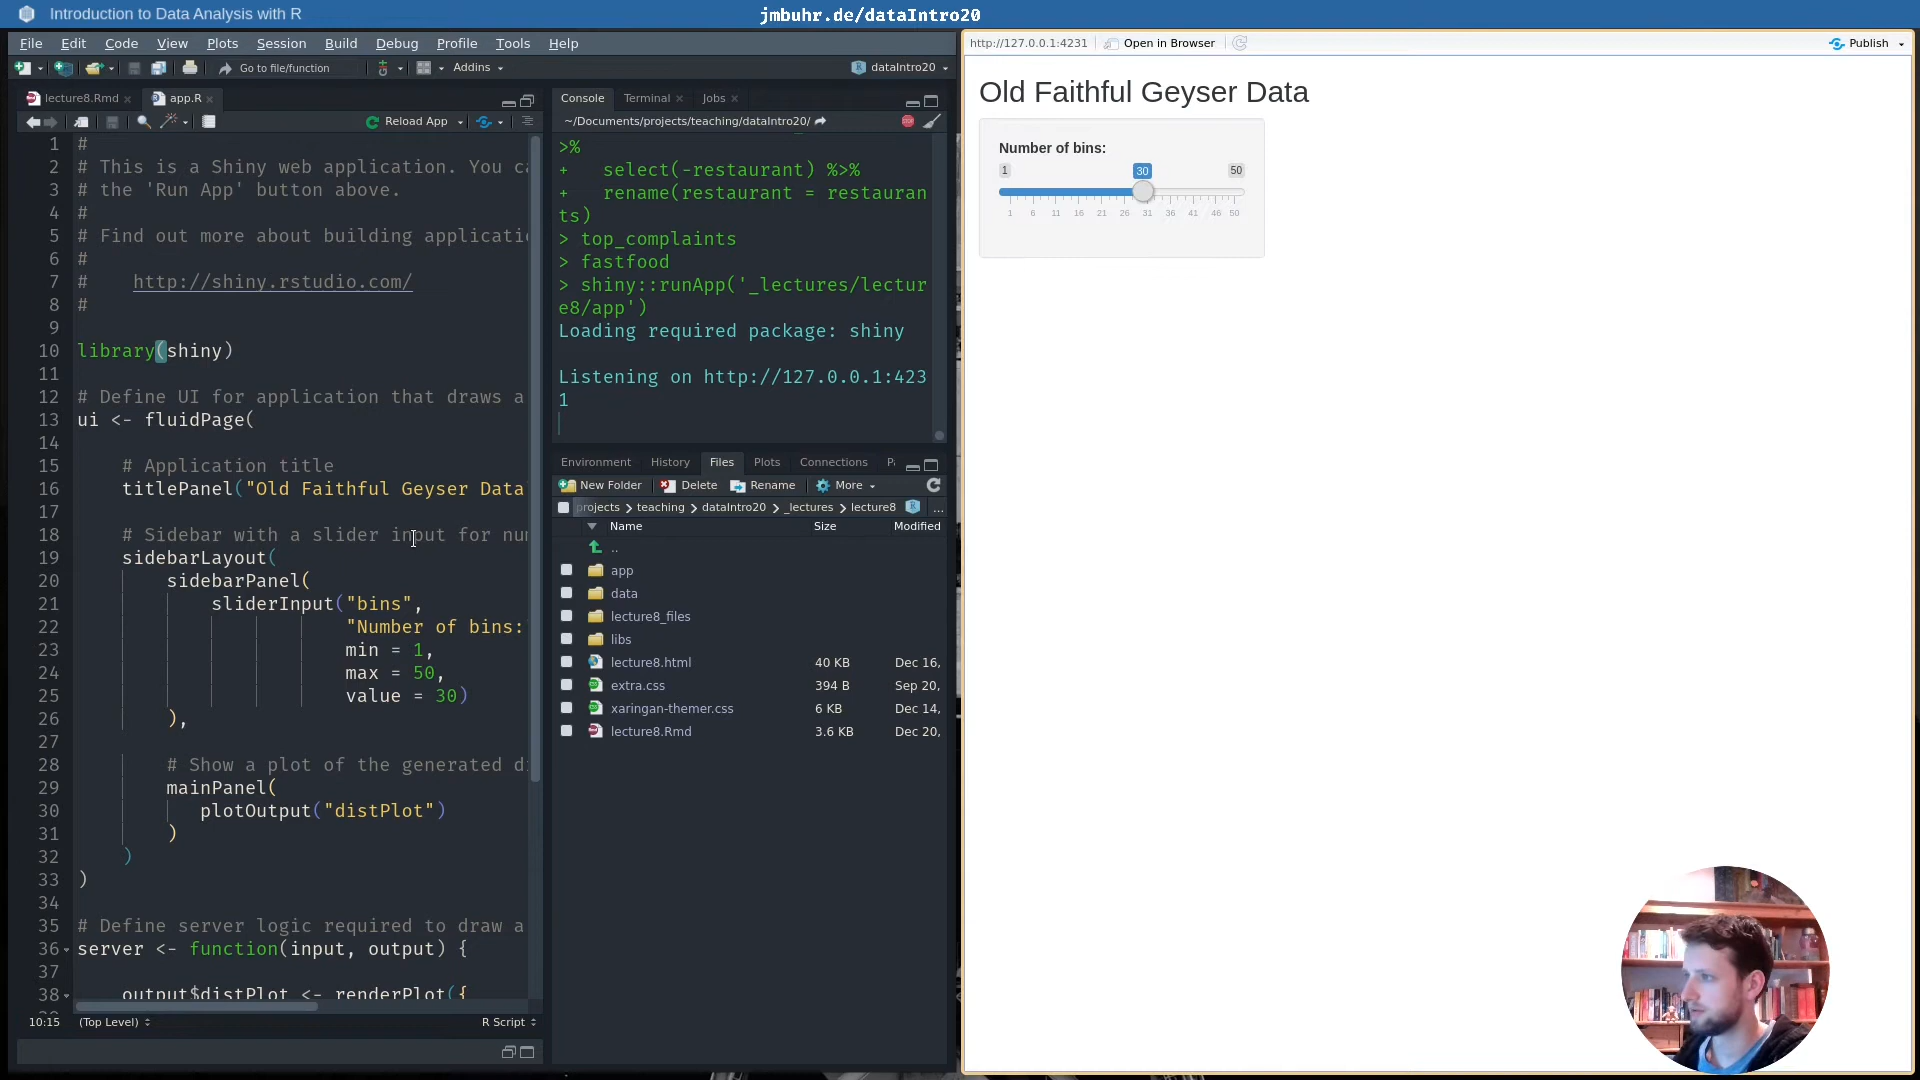 Introduction to Data Analysis with R
jmbuhr.de/dataIntro20
File Edit Code View Plots Session Build Debug Profile Tools Help
Go to file/function
Addins
dataIntro20
lecture8.Rmd
app.R
Reload App
1 #
2 # This is a Shiny web application. You ca
3 # the 'Run App' button above.
4 #
5 # Find out more about building applicati
6 #
7 # http://shiny.rstudio.com/
8 #
9
10 library(shiny)
11
12 # Define UI for application that draws a
13 ui <- fluidPage(
14
15 # Application title
16 titlePanel("Old Faithful Geyser Data
17
18 # Sidebar with a slider input for nu
19 sidebarLayout(
20 sidebarPanel(
21 sliderInput("bins",
22 "Number of bins:
23 min = 1,
24 max = 50,
25 value = 30)
26 ),
27
28 # Show a plot of the generated d
29 mainPanel(
30 plotOutput("distPlot")
31 )
32 )
33 )
34
35 # Define server logic required to draw a
36 server <- function(input, output) {
37
38 output$distPlot <- renderPlot({
10:15 (Top Level) R Script
Console Terminal Jobs
~/Documents/projects/teaching/dataIntro20/
>%
+ select(-restaurant) %>%
+ rename(restaurant = restauran
ts)
> top_complaints
> fastfood
> shiny::runApp('_lectures/lectur
e8/app')
Loading required package: shiny
Listening on http://127.0.0.1:423
1
Environment History Files Plots Connections P
New Folder Delete Rename More
projects teaching dataIntro20 _lectures lecture8 ...
Name Size Modified
..
app
data
lecture8_files
libs
lecture8.html 40 KB Dec 16,
extra.css 394 B Sep 20,
xaringan-themer.css 6 KB Dec 14,
lecture8.Rmd 3.6 KB Dec 20,
http://127.0.0.1:4231 Open in Browser Publish
Old Faithful Geyser Data
Number of bins:
1 30 50
1 6 11 16 21 26 31 36 41 46 50